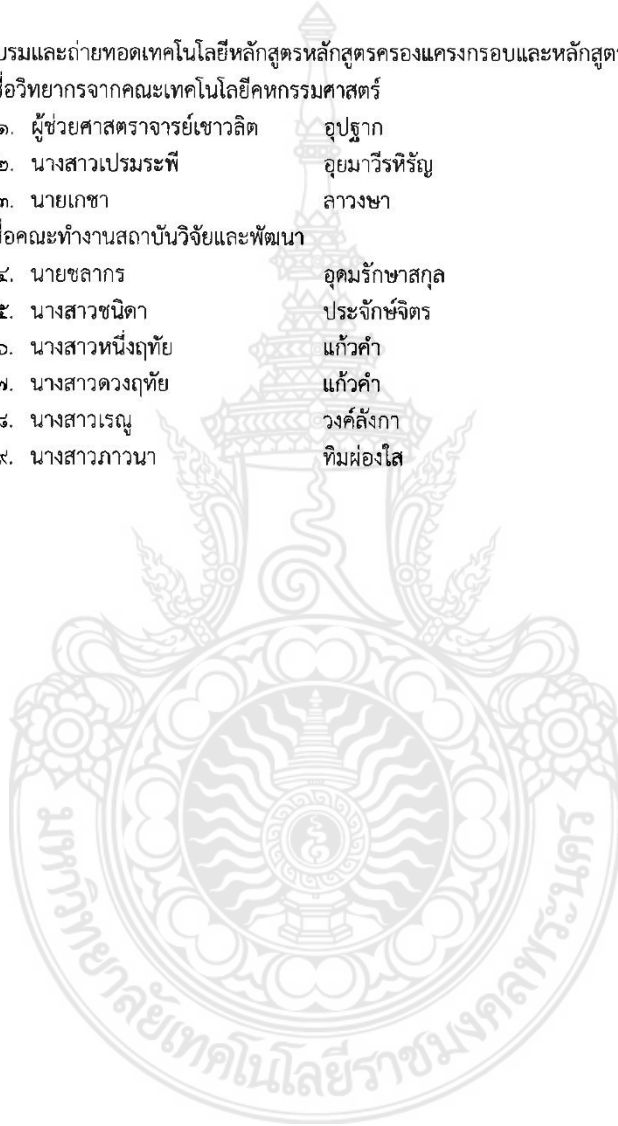 บรมและถ่ายทอดเทคโนโลยีหลักสูตรหลักสูตรครองแครงกรอบและหลักสูตร
ชื่อวิทยากรจากคณะเทคโนโลยีคหกรรมศาสตร์
๑. ผู้ช่วยศาสตราจารย์เชาวลิต อุปฐาก
๒. นางสาวเปรมระพี อุยมาวีรหิรัญ
๓. นายเกชา ลาวงษา
ชื่อคณะทำงานสถาบันวิจัยและพัฒนา
๔. นายชลากร อุดมรักษาสกุล
๕. นางสาวชนิดา ประจักษ์จิตร
๖. นางสาวหนึ่งฤทัย แก้วคำ
๗. นางสาวดวงฤทัย แก้วคำ
๘. นางสาวเรณู วงค์ลังกา
๙. นางสาวภาวนา ทิมผ่องใส
มหาวิทยาลัยเทคโนโลยีราชมงคลพระนคร